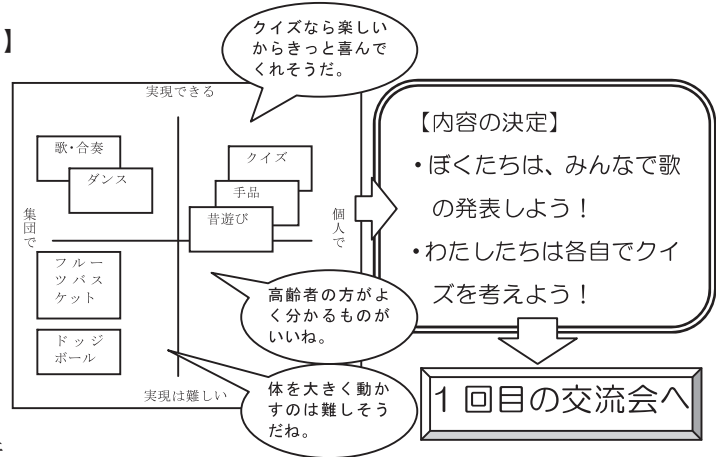 】
クイズなら楽しい
からきっと喜んで
くれそうだ。
実現できる
歌・合奏
ダンス
クイズ
手品
昔遊び
集団で
個人で
フルー
ツバス
ケット
ドッジ
ボール
高齢者の方がよ
く分かるものが
いいね。
体を大きく動か
すのは難しそう
だね。
実現は難しい
【内容の決定】
・ぼくたちは、みんなで歌
の発表しよう！
・わたしたちは各自でクイ
ズを考えよう！
１回目の交流会へ